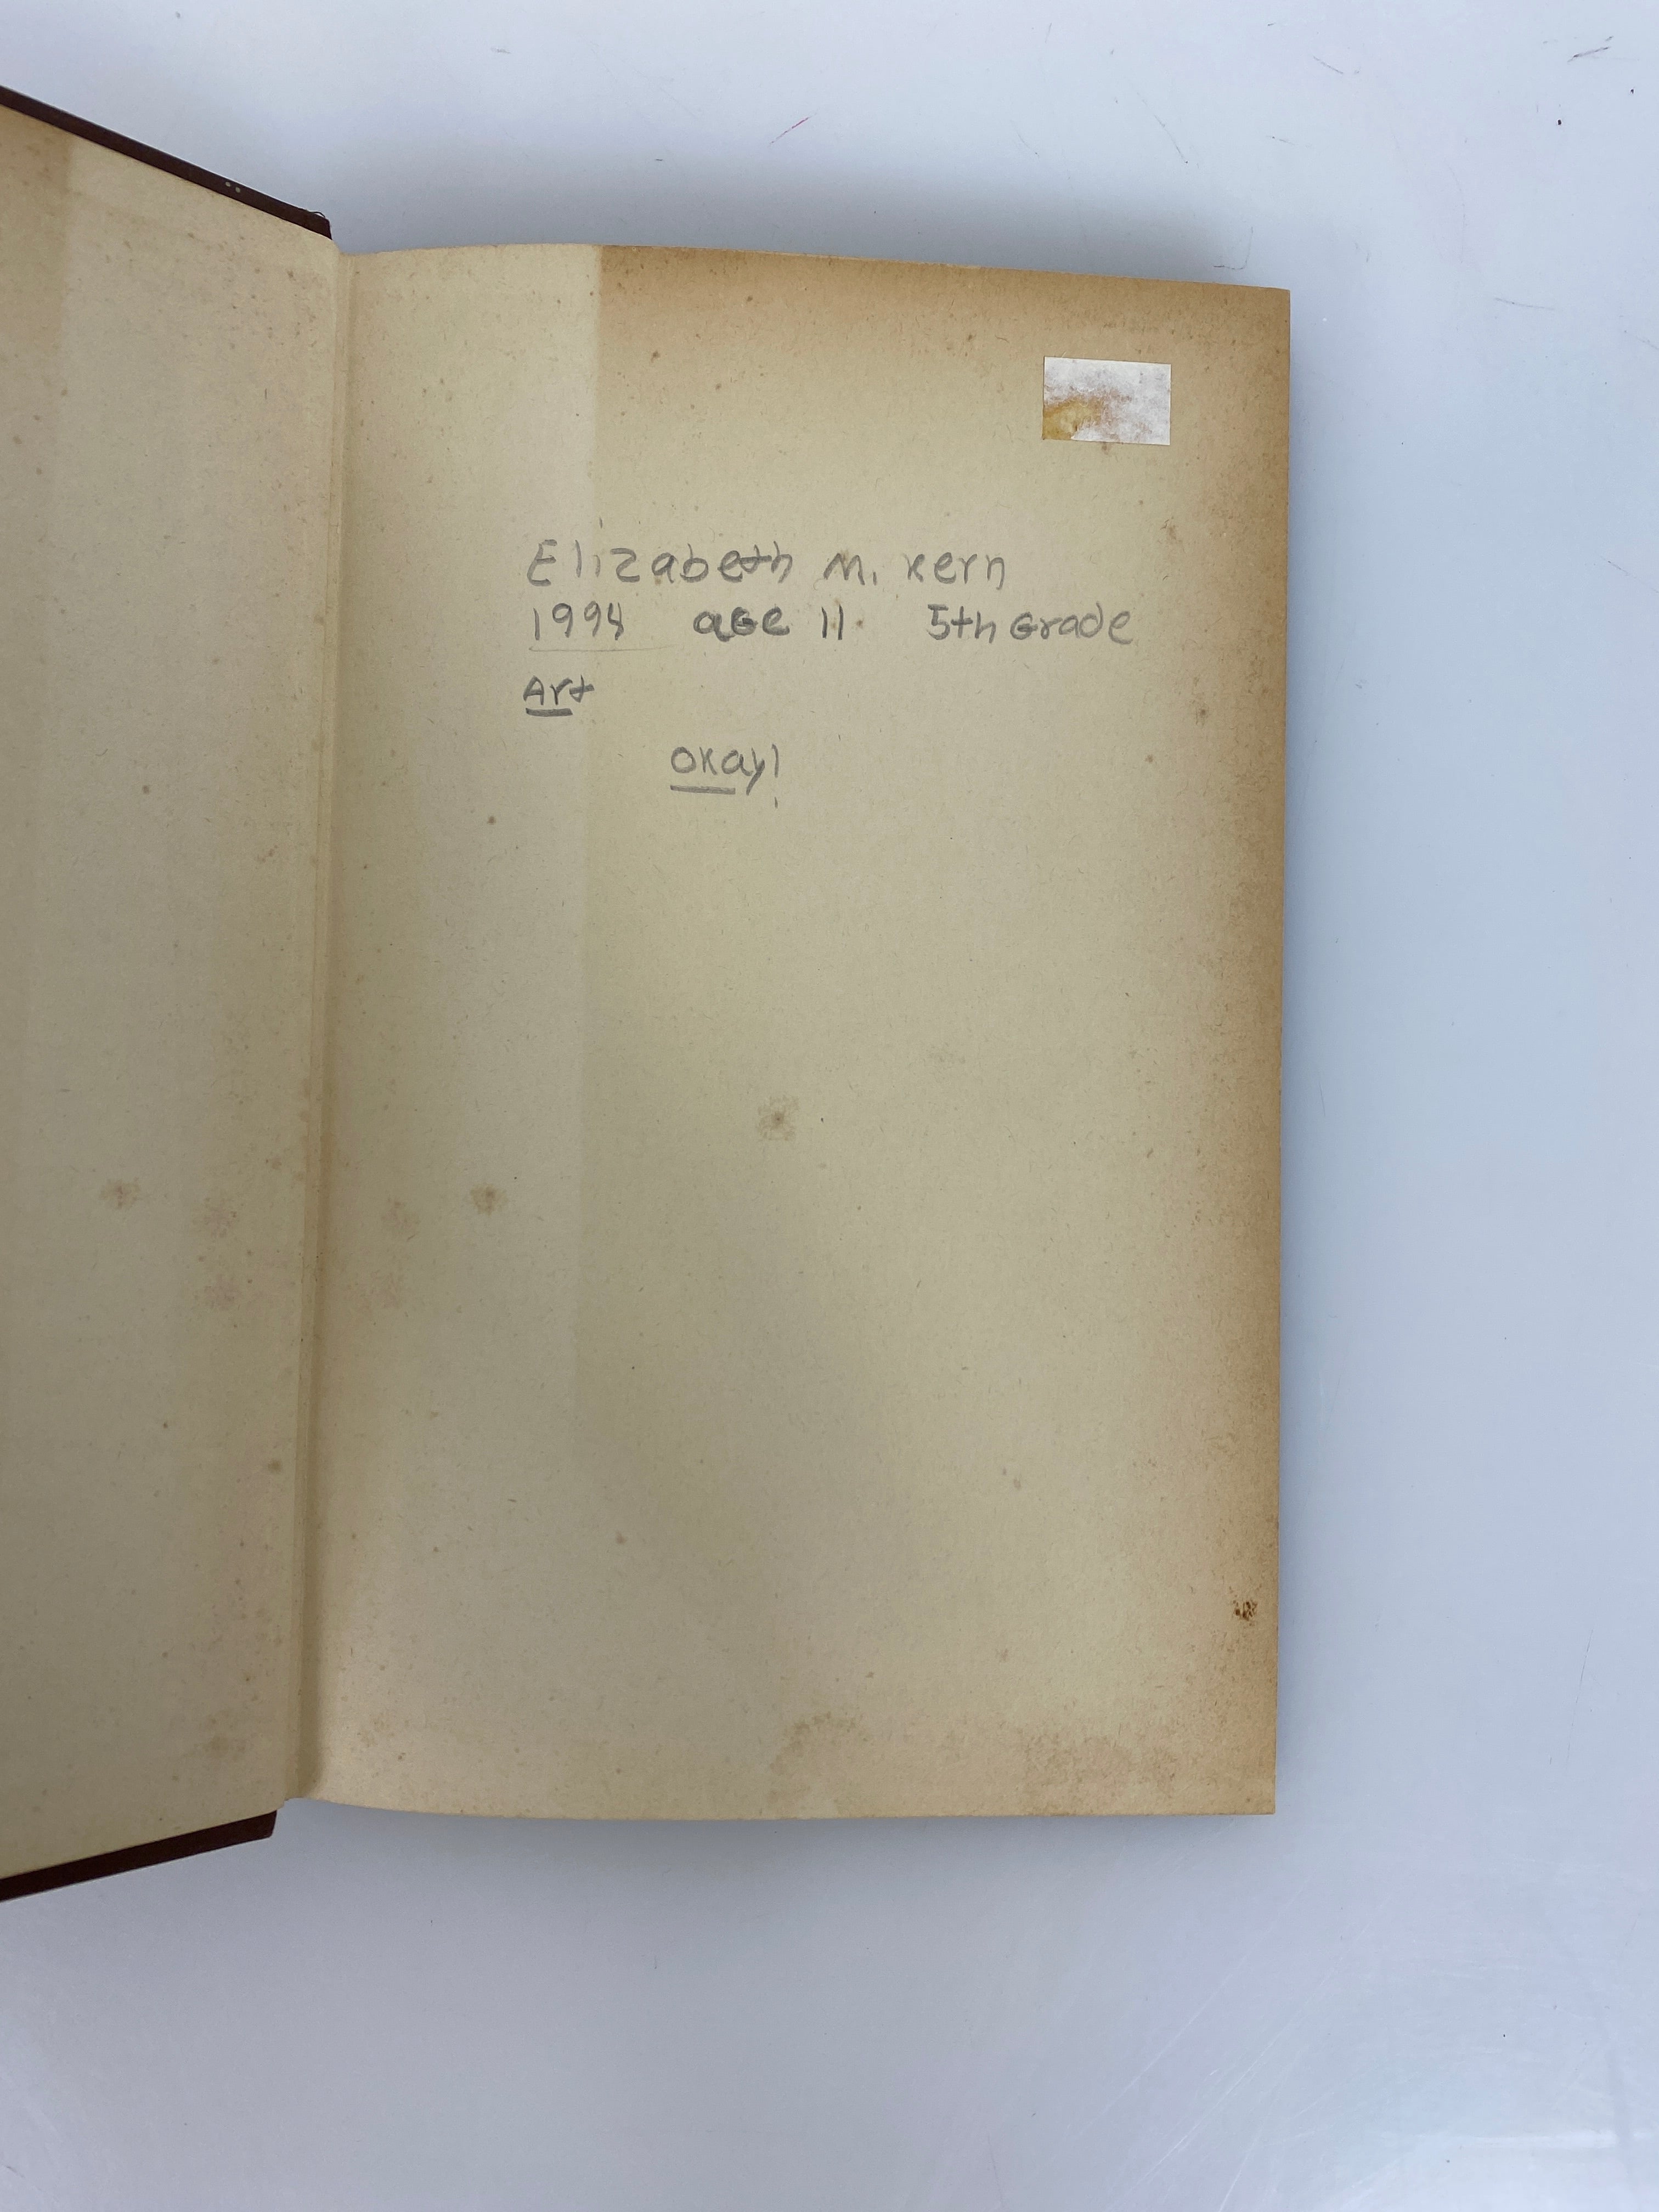 Elizabeth M. Kern
1994 age 11 5th Grade
Art
Okay!